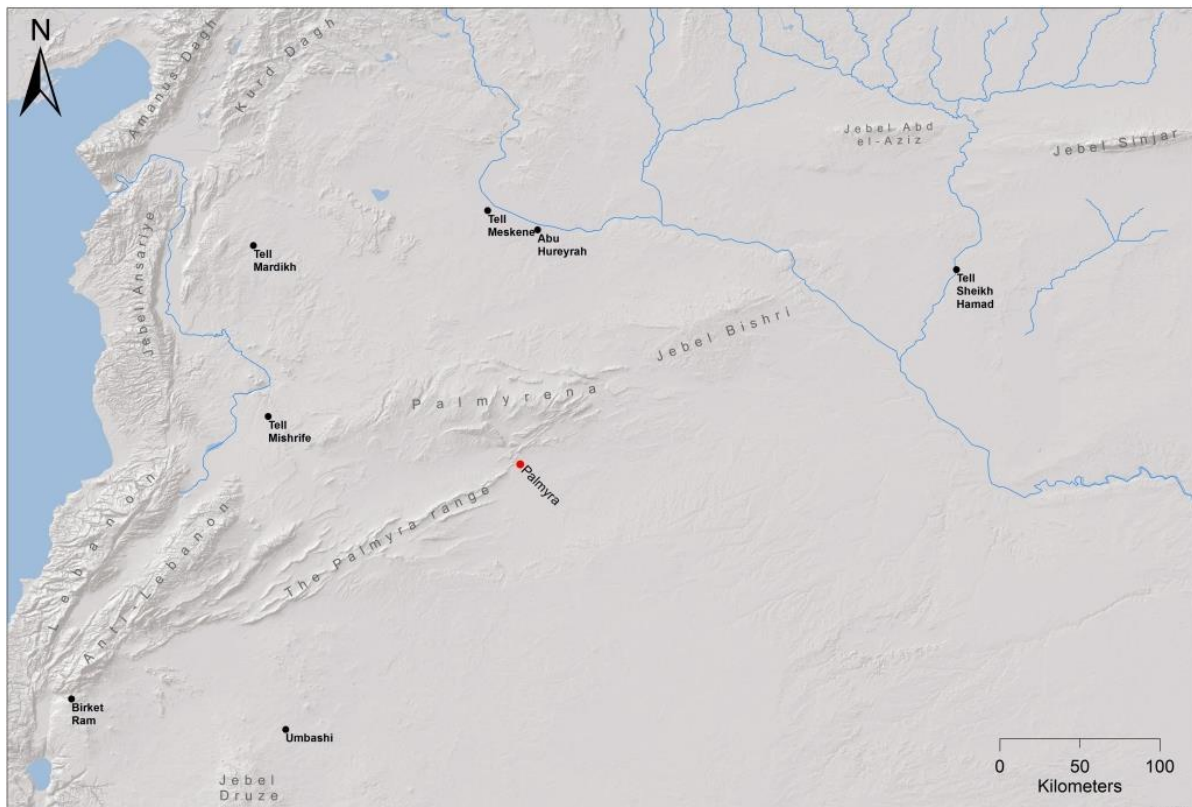 N
Amanus Dagh
Kurd Dagh
Jebel Abd
el-Aziz
Jebel Sinjar
Tell
Meskene
Abu
Hureyrah
Tell
Mardikh
Jebel Ansariye
Tell
Sheikh
Hamad
Jebel Bishri
Palmyrena
Tell
Mishrife
Palmyra
The Palmyra range
Lebanon
Anti-Lebanon
Birket
Ram
Umbashi
Jebel
Druze
0 50 100
Kilometers